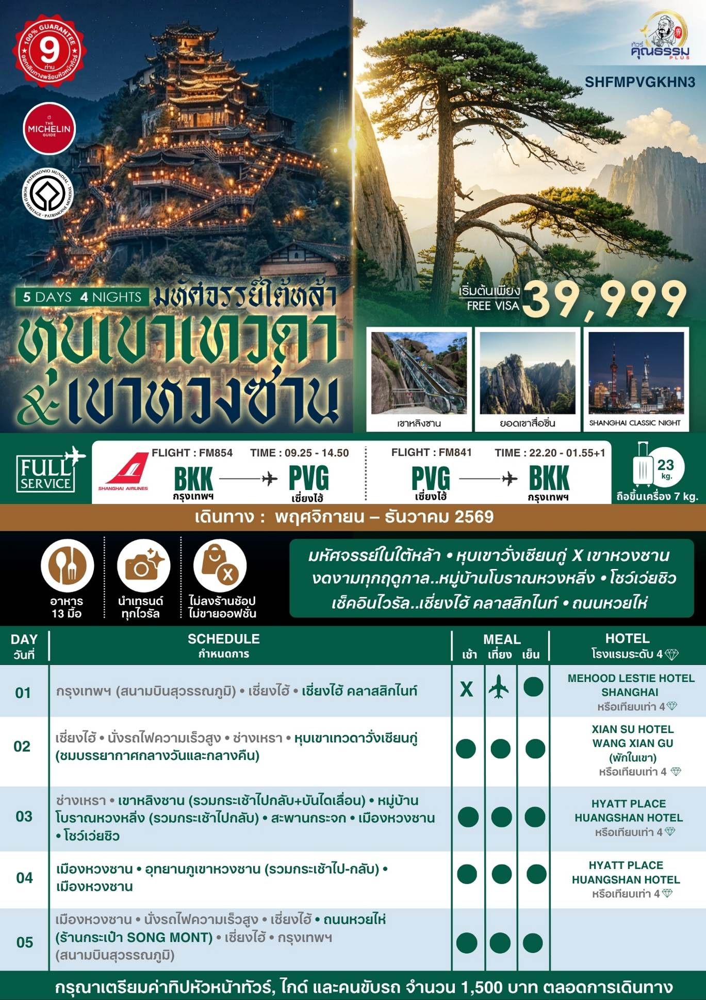 100% GUARANTEE
9
ท่าน
ออกเดินทางพร้อมหัวหน้าทัวร์
THE
MICHELIN
GUIDE
WORLD HERITAGE • PATRIMONIO MUNDIAL • PATRIMOINE MONDIAL
ทัวร์
คุณธรรม
PLUS
SHFMPVGKHN3
5 DAYS 4 NIGHTS
มหัศจรรย์ใต้หล้า
หุบเขาเทวดา
& เขาหวงซาน
เริ่มต้นเพียง
FREE VISA
39,999
เขาหลิงซาน
ยอดเขาสื่อซิ่น
SHANGHAI CLASSIC NIGHT
FULL
SERVICE
SHANGHAI AIRLINES
FLIGHT : FM854 TIME : 09.25 - 14.50
BKK PVG
กรุงเทพฯ เซี่ยงไฮ้
FLIGHT : FM841 TIME : 22.20 - 01.55+1
PVG BKK
เซี่ยงไฮ้ กรุงเทพฯ
23
kg.
ถือขึ้นเครื่อง 7 kg.
เดินทาง : พฤศจิกายน – ธันวาคม 2569
อาหาร
13 มื้อ
นำเทรนด์
ทุกไวรัล
X
ไม่ลงร้านช้อป
ไม่ขายออฟชั่น
มหัศจรรย์ในใต้หล้า • หุบเขาวั่งเซียนกู่ X เขาหวงซาน
งดงามทุกฤดูกาล..หมู่บ้านโบราณหวงหลิ่ง • โชว์เว่ยซิว
เช็คอินไวรัล..เซี่ยงไฮ้ คลาสสิกไนท์ • ถนนหวยไห่
DAY SCHEDULE MEAL HOTEL
วันที่ กำหนดการ เช้า เที่ยง เย็น โรงแรมระดับ 4
01
กรุงเทพฯ (สนามบินสุวรรณภูมิ) • เซี่ยงไฮ้ • เซี่ยงไฮ้ คลาสสิกไนท์
X
MEHOOD LESTIE HOTEL
SHANGHAI
หรือเทียบเท่า 4
02
เซี่ยงไฮ้ • นั่งรถไฟความเร็วสูง • ซ่างเหรา • หุบเขาเทวดาวั่งเซียนกู่
(ชมบรรยากาศกลางวันและกลางคืน)
XIAN SU HOTEL
WANG XIAN GU
(พักในเขา)
หรือเทียบเท่า 4
03
ซ่างเหรา • เขาหลิงซาน (รวมกระเช้าไปกลับ+บันไดเลื่อน) • หมู่บ้าน
โบราณหวงหลิ่ง (รวมกระเช้าไปกลับ) • สะพานกระจก • เมืองหวงซาน
• โชว์เว่ยซิว
HYATT PLACE
HUANGSHAN HOTEL
หรือเทียบเท่า 4
04
เมืองหวงซาน • อุทยานภูเขาหวงซาน (รวมกระเช้าไป-กลับ) •
เมืองหวงซาน
HYATT PLACE
HUANGSHAN HOTEL
หรือเทียบเท่า 4
05
เมืองหวงซาน • นั่งรถไฟความเร็วสูง • เซี่ยงไฮ้ • ถนนหวยไห่
(ร้านกระเป๋า SONG MONT) • เซี่ยงไฮ้ • กรุงเทพฯ
(สนามบินสุวรรณภูมิ)
กรุณาเตรียมค่าทิปหัวหน้าทัวร์, ไกด์ และคนขับรถ จำนวน 1,500 บาท ตลอดการเดินทาง